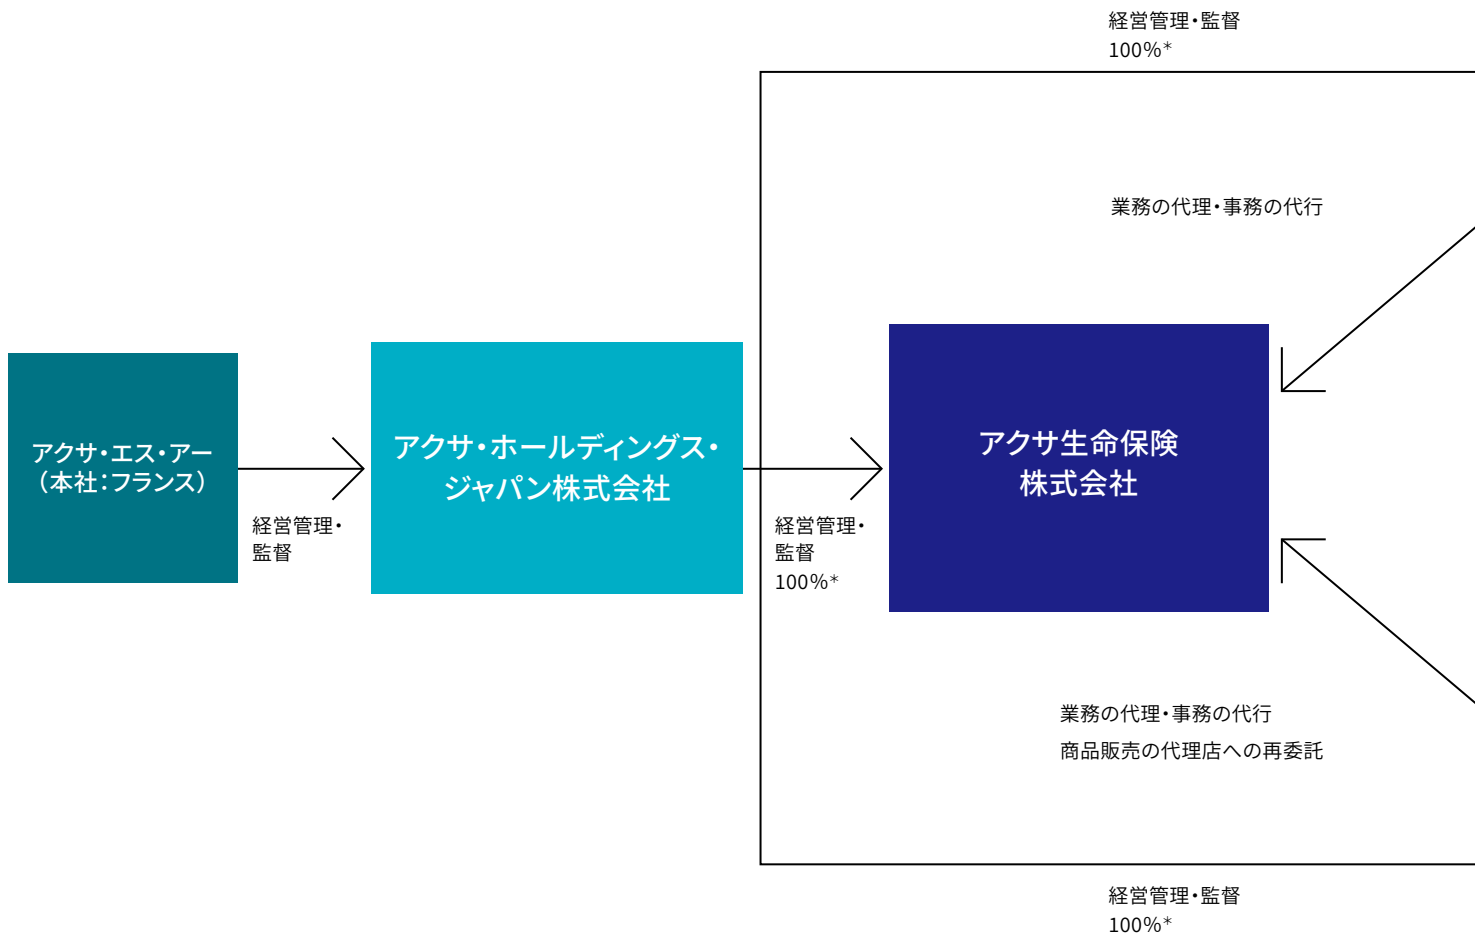 経営管理・監督
100%*
業務の代理・事務の代行
アクサ・エス・アー
（本社：フランス）
経営管理・
監督
アクサ・ホールディングス・
ジャパン株式会社
経営管理・
監督
100%*
アクサ生命保険
株式会社
業務の代理・事務の代行
商品販売の代理店への再委託
経営管理・監督
100%*